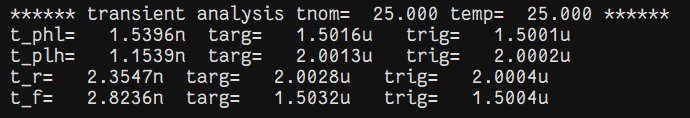 ****** transient analysis tnom=  25.000 temp=  25.000 ******
t_phl=   1.5396n  targ=   1.5016u   trig=   1.5001u
t_plh=   1.1539n  targ=   2.0013u   trig=   2.0002u
t_r=   2.3547n  targ=   2.0028u   trig=   2.0004u
t_f=   2.8236n  targ=   1.5032u   trig=   1.5004u